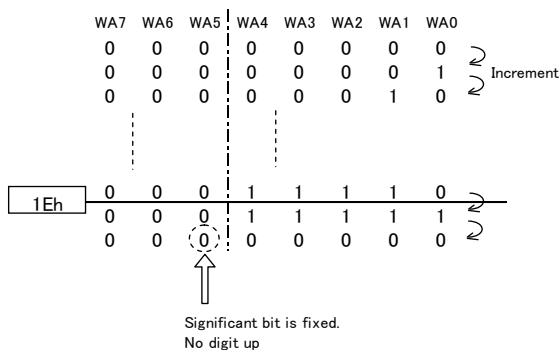 WA7 WA6 WA5 WA4 WA3 WA2 WA1 WA0
0 0 0 0 0 0 0 0
0 0 0 0 0 0 0 1 Increment
0 0 0 0 0 0 1 0
1Eh 0 0 0 1 1 1 1 0
0 0 0 1 1 1 1 1
0 0 0 0 0 0 0 0
Significant bit is fixed.
No digit up